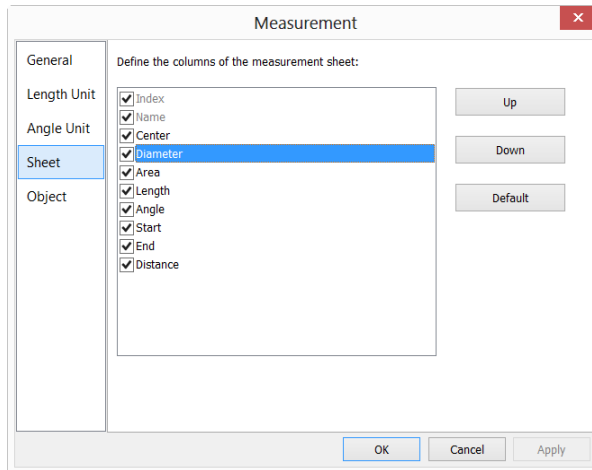 Measurement
General
Length Unit
Angle Unit
Sheet
Object
Define the columns of the measurement sheet:
Index
Name
Center
Diameter
Area
Length
Angle
Start
End
Distance
Up
Down
Default
OK
Cancel
Apply